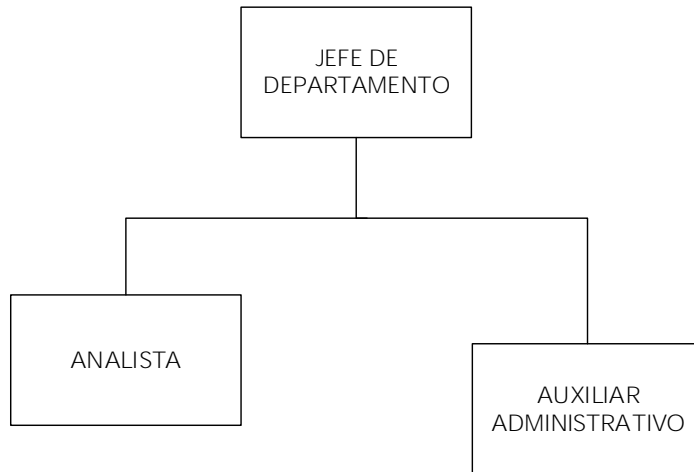 JEFE DE
DEPARTAMENTO
ANALISTA
AUXILIAR
ADMINISTRATIVO